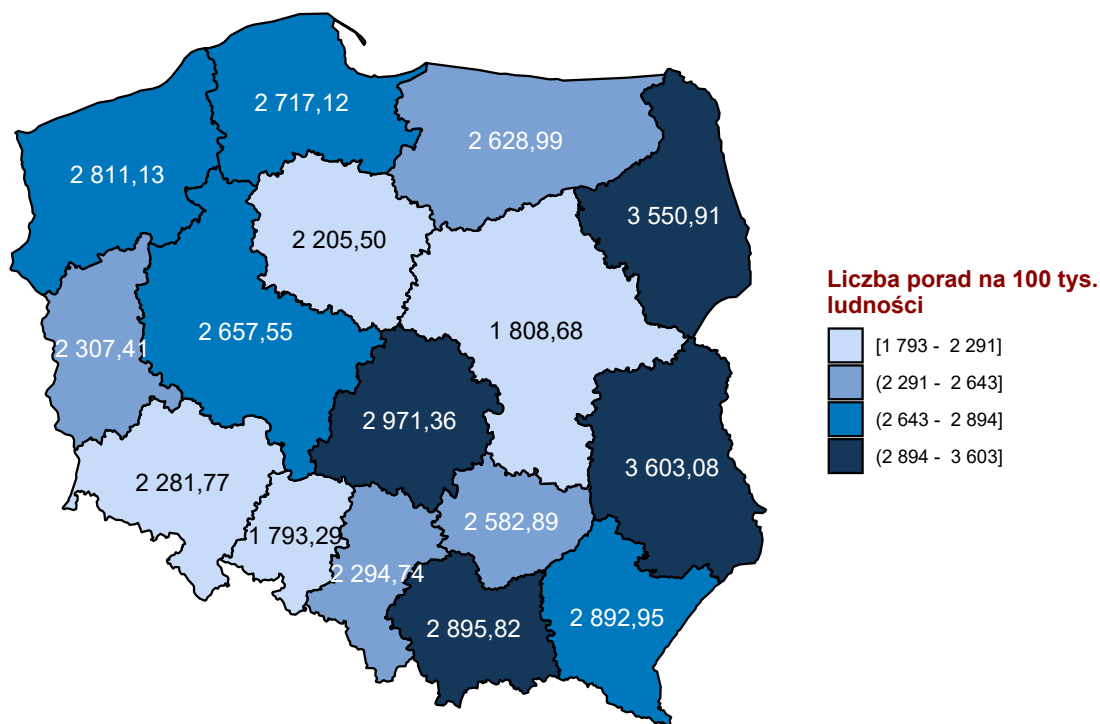 2 717,12
2 628,99
2 811,13
3 550,91
2 205,50
1 808,68
2 657,55
2 307,41
2 971,36
3 603,08
2 281,77
2 582,89
1 793,29
2 294,74
2 892,95
2 895,82
Liczba porad na 100 tys.
ludności
[1 793 - 2 291]
(2 291 - 2 643]
(2 643 - 2 894]
(2 894 - 3 603]